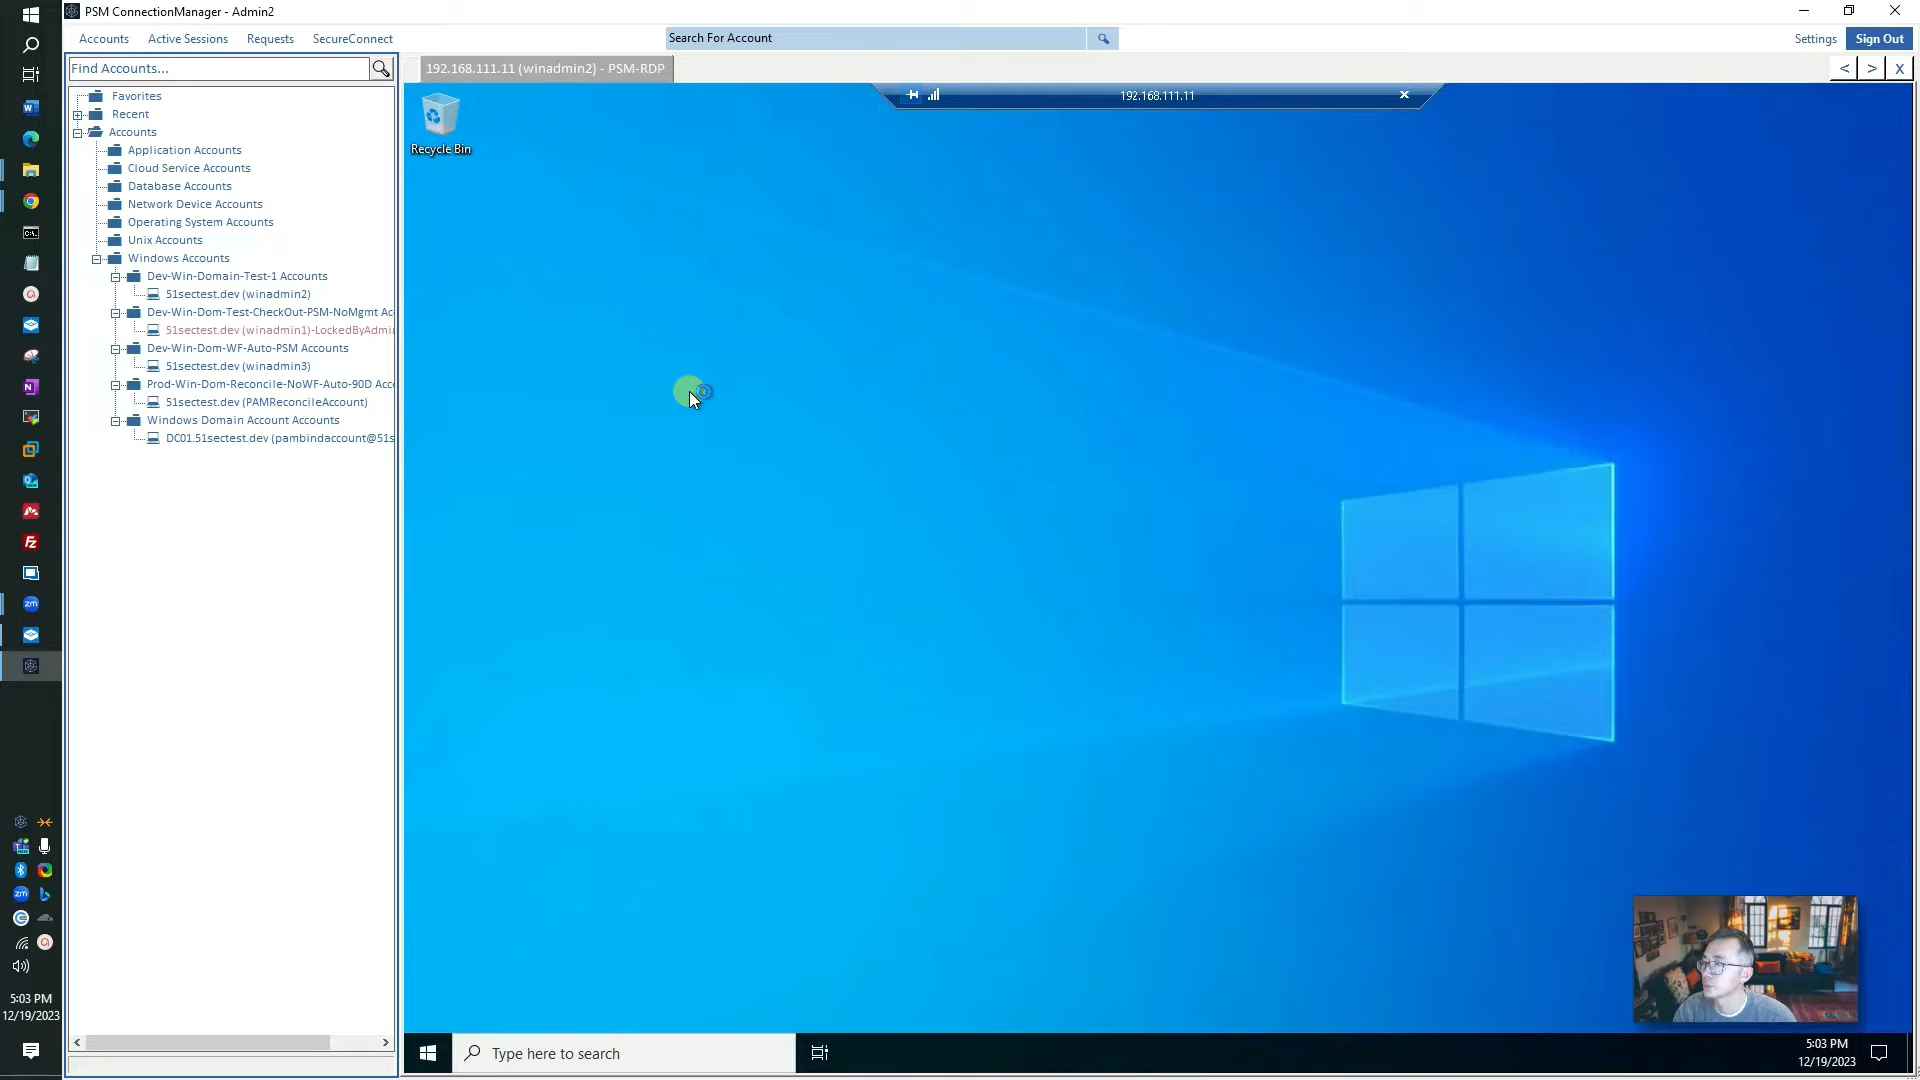 PSM ConnectionManager - Admin2
Accounts Active Sessions Requests SecureConnect
Search For Account
Settings Sign Out
Find Accounts...
192.168.111.11 (winadmin2) - PSM-RDP
< > X
Favorites
Recent
Accounts
Application Accounts
Cloud Service Accounts
Database Accounts
Network Device Accounts
Operating System Accounts
Unix Accounts
Windows Accounts
Dev-Win-Domain-Test-1 Accounts
51sectest.dev (winadmin2)
Dev-Win-Dom-Test-CheckOut-PSM-NoMgmt Ac
51sectest.dev (winadmin1)-LockedByAdmi
Dev-Win-Dom-WF-Auto-PSM Accounts
51sectest.dev (winadmin3)
Prod-Win-Dom-Reconcile-NoWF-Auto-90D Acc
51sectest.dev (PAMReconcileAccount)
Windows Domain Account Accounts
DC01.51sectest.dev (pambindaccount@51s
192.168.111.11
Recycle Bin
Type here to search
5:03 PM
12/19/2023
zm
zm
5:03 PM
12/19/2023